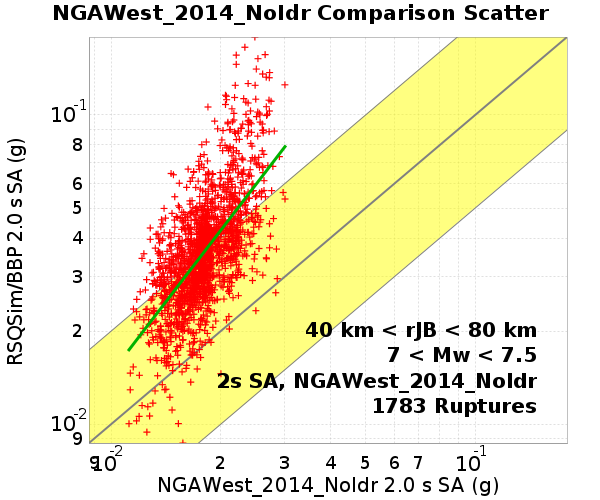 NGAWest_2014_NoIdr Comparison Scatter
RSQSim/BBP 2.0 s SA (g)
10⁻¹
8
6
5
4
3
2
10⁻²
9
40 km < rJB < 80 km
7 < Mw < 7.5
2s SA, NGAWest_2014_NoIdr
1783 Ruptures
9 10⁻² 2 3 4 5 6 7 10⁻¹
NGAWest_2014_NoIdr 2.0 s SA (g)